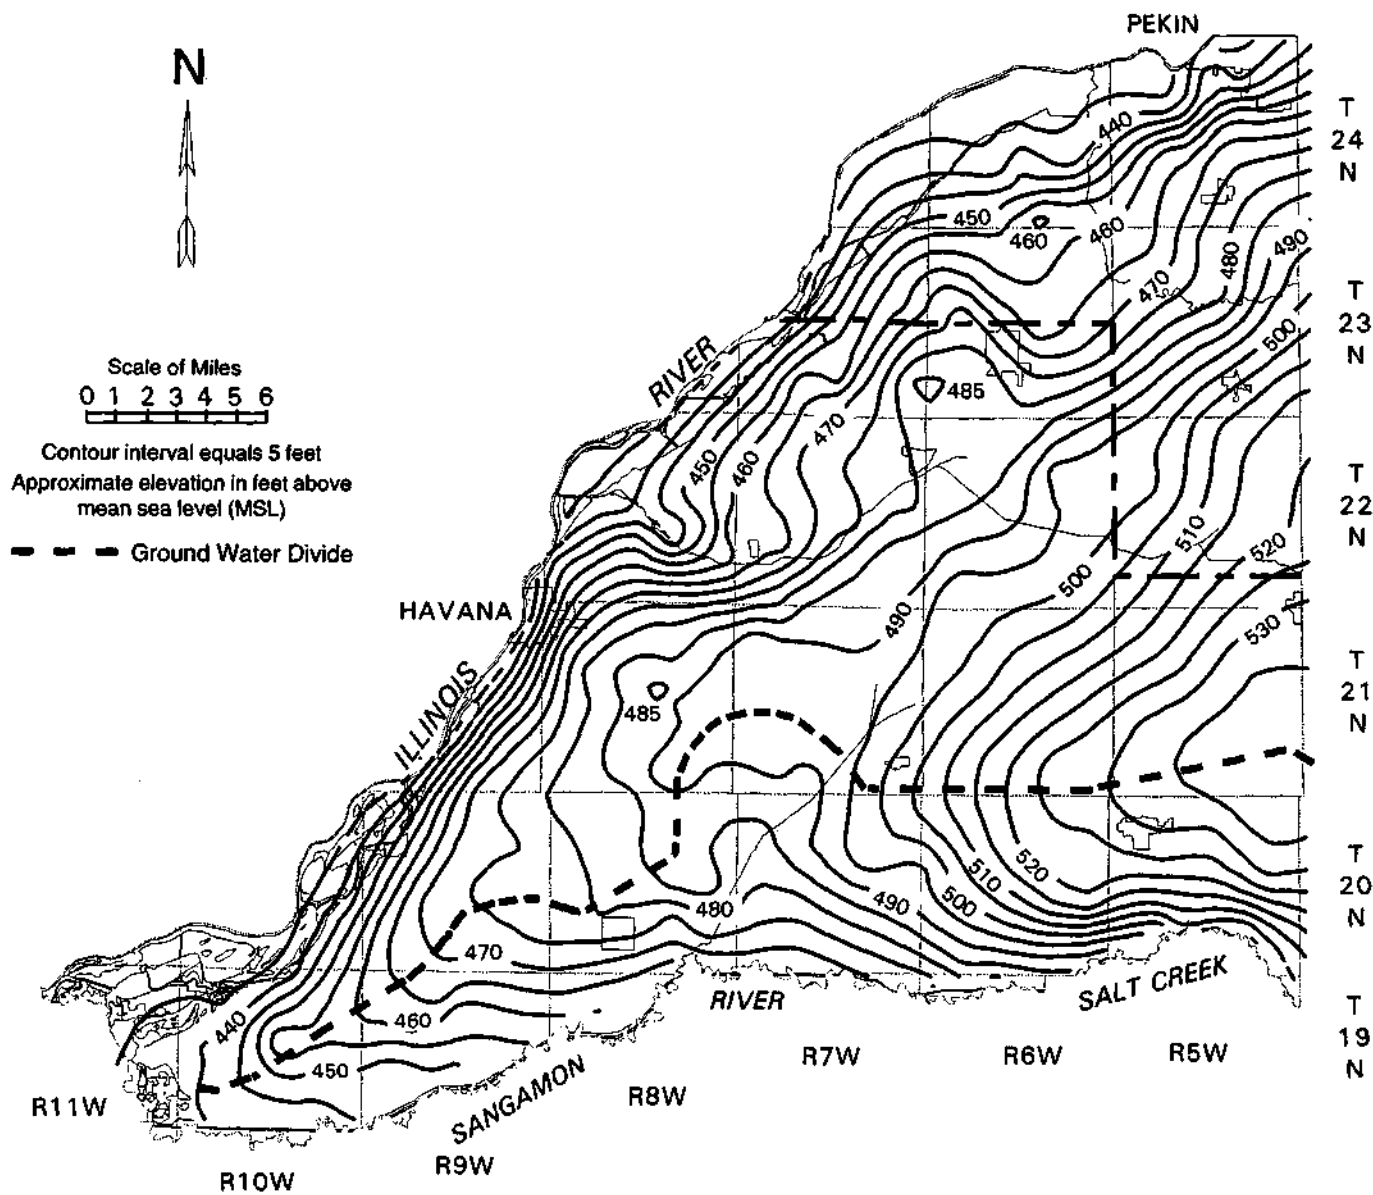 PEKIN
N
T
24
N
440
450
460
460
490
480
470
T
23
N
500
RIVER
Scale of Miles
0 1 2 3 4 5 6
Contour interval equals 5 feet
Approximate elevation in feet above
mean sea level (MSL)
Ground Water Divide
485
470
450
460
T
22
N
510
520
500
HAVANA
490
530
T
21
N
ILLINOIS
485
T
20
N
520
510
500
490
480
470
460
440
450
RIVER
SALT CREEK
T
19
N
R7W
R6W
R5W
SANGAMON
R8W
R11W
R9W
R10W